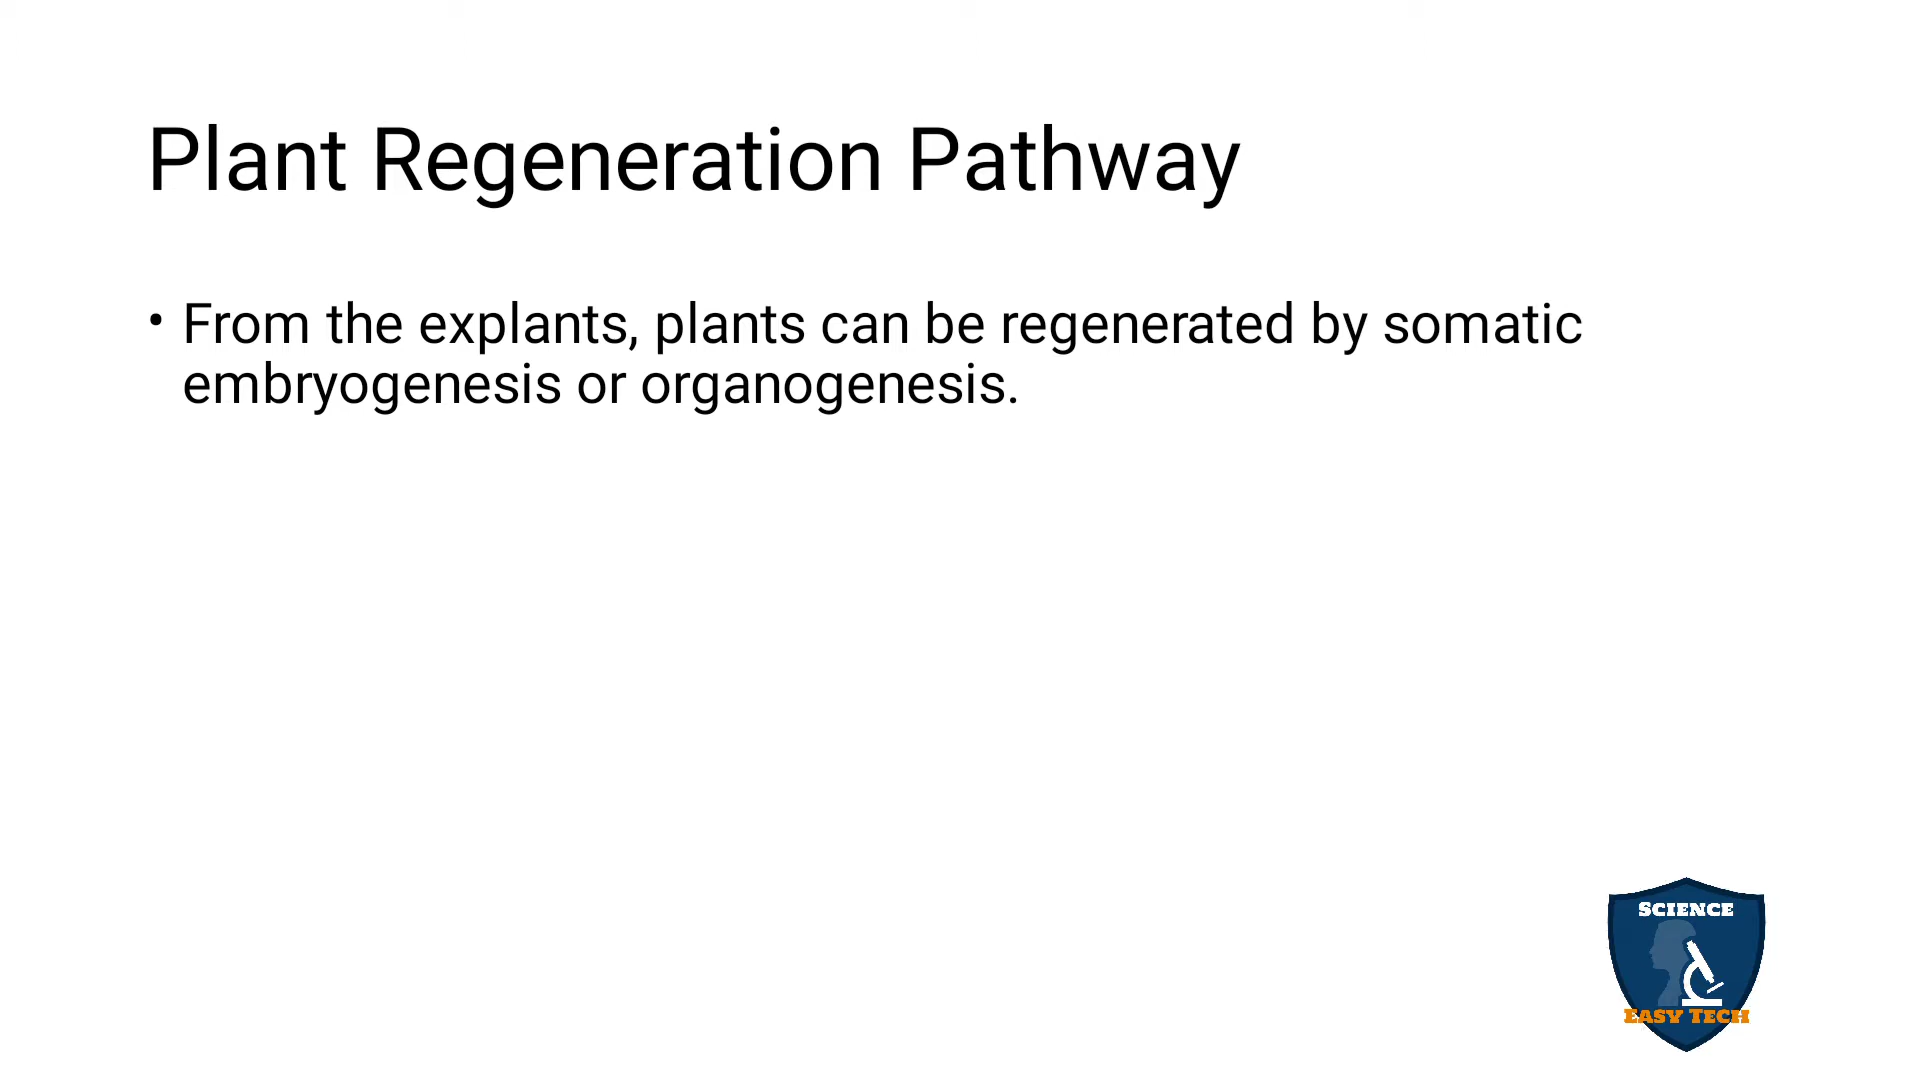 Plant Regeneration Pathway
• From the explants, plants can be regenerated by somatic
embryogenesis or organogenesis.
SCIENCE
EASY TECH